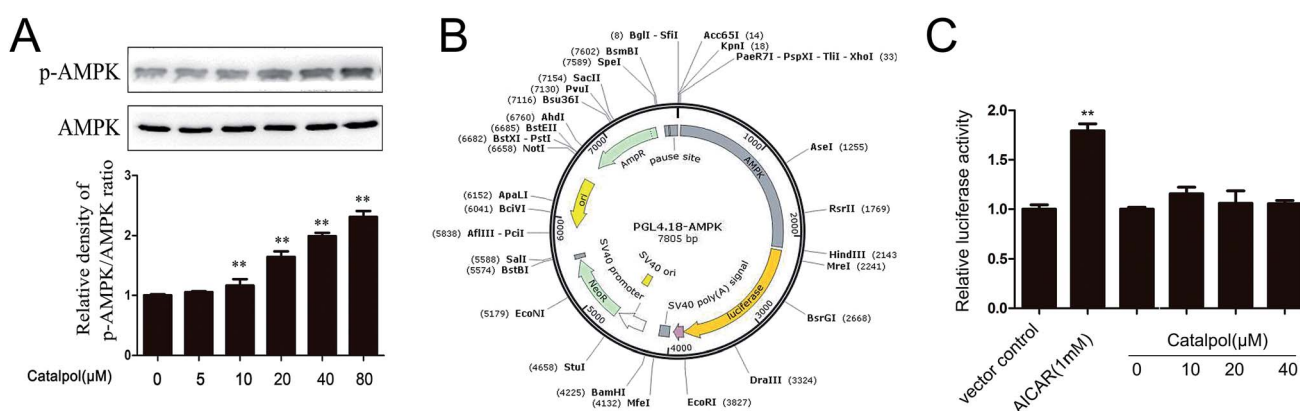 A
p-AMPK
AMPK
Relative density of
p-AMPK/AMPK ratio
3
2
1
0
** ** ** **
Catalpol(μM) 0 5 10 20 40 80
B
(8) BglI - SfiI
(7602) BsmBI
(7589) SpeI
(7154) SacII
(7130) PvuI
(7116) Bsu36I
(6760) AhdI
(6685) BstEII
(6682) BstXI - PstI
(6658) NotI
(6152) ApaLI
(6041) BciVI
(5838) AflIII - PciI
(5588) SalI
(5574) BstBI
(5179) EcoNI
(4658) StuI
(4225) BamHI
(4132) MfeI
Acc65I (14)
KpnI (18)
PaeR7I - PspXI - TliI - XhoI (33)
AseI (1255)
RsrII (1769)
HindIII (2143
MreI (2241)
BsrGI (2668)
DraIII (3324)
EcoRI (3827)
1000
2000
3000
4000
5000
6000
7000
AmpR
pause site
AMPK
ori
PGL4.18-AMPK
7805 bp
SV40 ori
SV40 promoter
NeoR
SV40 poly(A) signal
luciferase
C
Relative luciferase activity
2.0
1.5
1.0
0.5
0.0
**
vector control
AICAR(1mM)
0 10 20 40
Catalpol(μM)